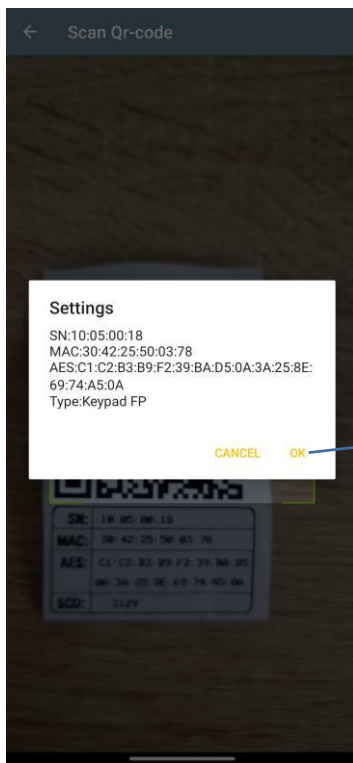 Scan Qr-code
Settings
SN:10:05:00:18
MAC:30:42:25:50:03:78
AES:C1:C2:B3:B9:F2:39:BA:D5:0A:3A:25:8E:
69:74:A5:0A
Type:Keypad FP
CANCEL OK
SN: 10:05:00:18
MAC: 30:42:25:50:03:78
AES: C1:C2:B3:B9:F2:39:BA:D5
0A:3A:25:8E:69:74:A5:0A
SCD: 3129